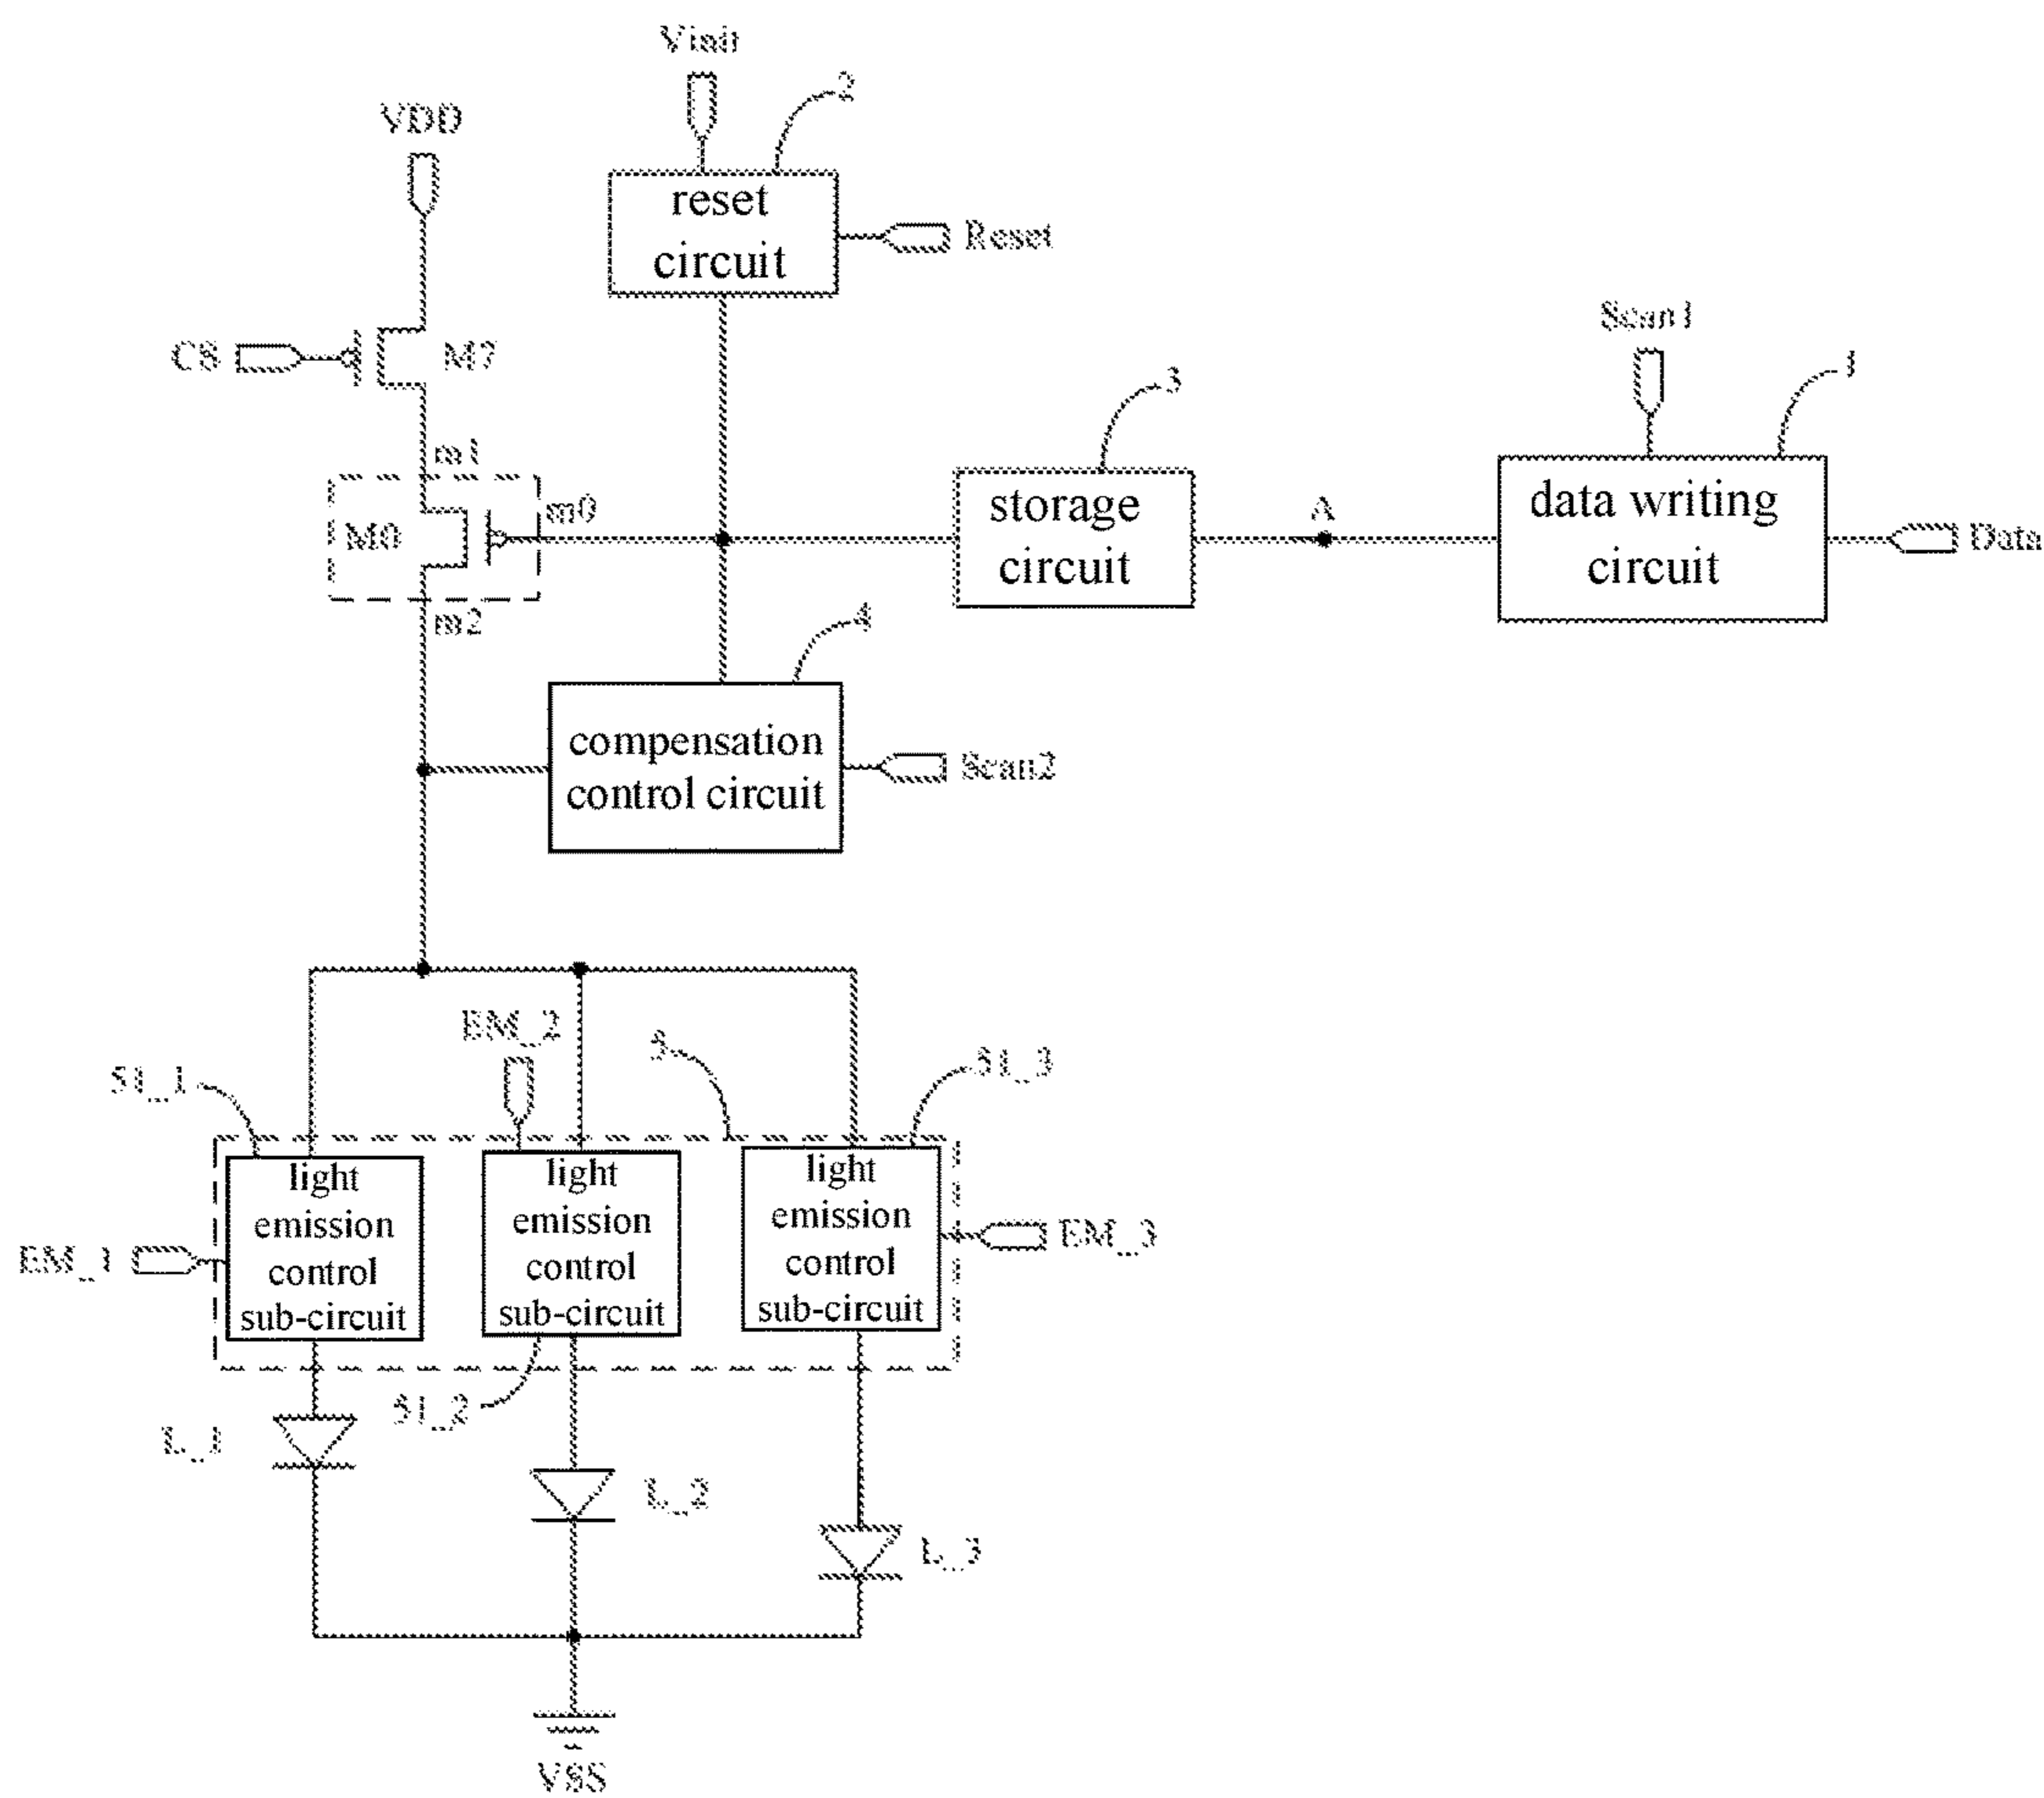 Vinit
2
VDD
reset
circuit
Reset
Scan1
CS
M7
3
1
m1
M0
m0
storage
circuit
A
data writing
circuit
Data
m2
4
compensation
control circuit
Scan2
EM_2
5
51_3
51_1
light
emission
control
sub-circuit
light
emission
control
sub-circuit
light
emission
control
sub-circuit
EM_1
EM_3
51_2
L_1
L_2
L_3
VSS